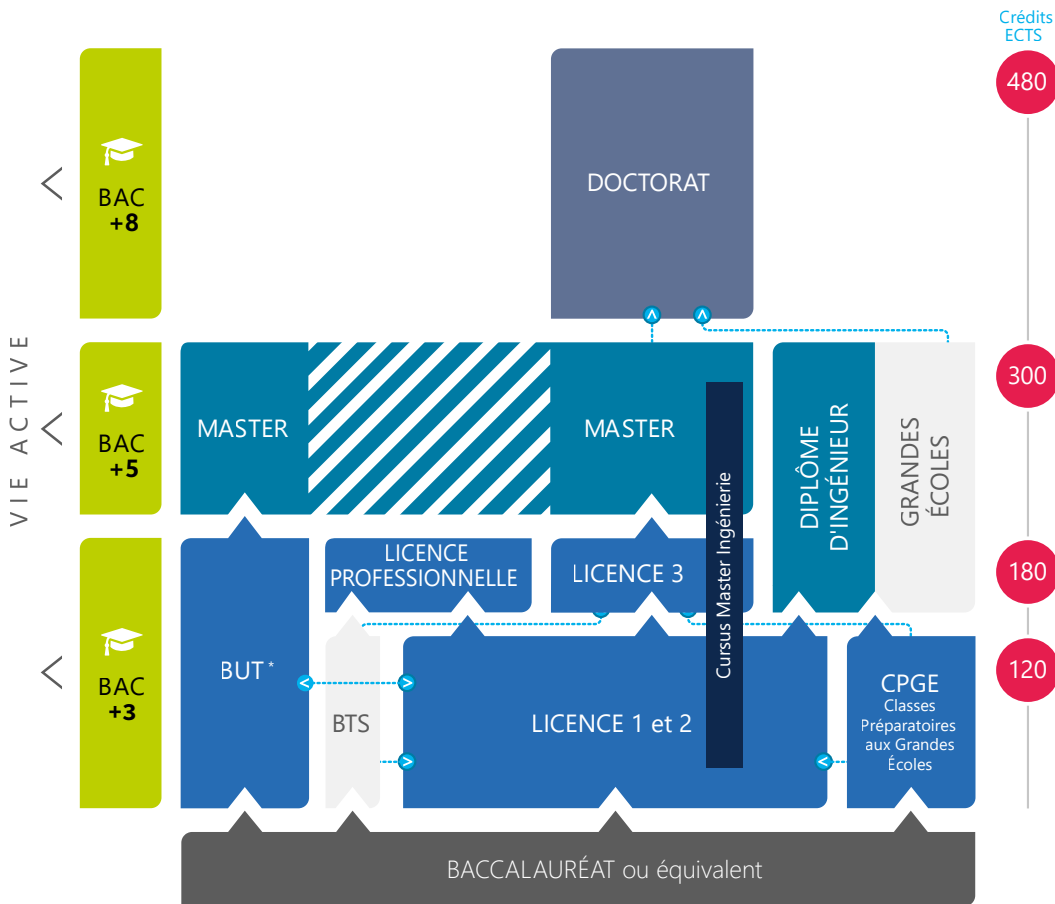 Crédits
ECTS
480
BAC
+8
DOCTORAT
VIE ACTIVE
300
BAC
+5
MASTER
MASTER
DIPLÔME
D'INGÉNIEUR
GRANDES
ÉCOLES
Cursus Master Ingénierie
LICENCE
PROFESSIONNELLE
LICENCE 3
180
BAC
+3
BUT *
BTS
LICENCE 1 et 2
CPGE
Classes
Préparatoires
aux Grandes
Écoles
120
BACCALAURÉAT ou équivalent